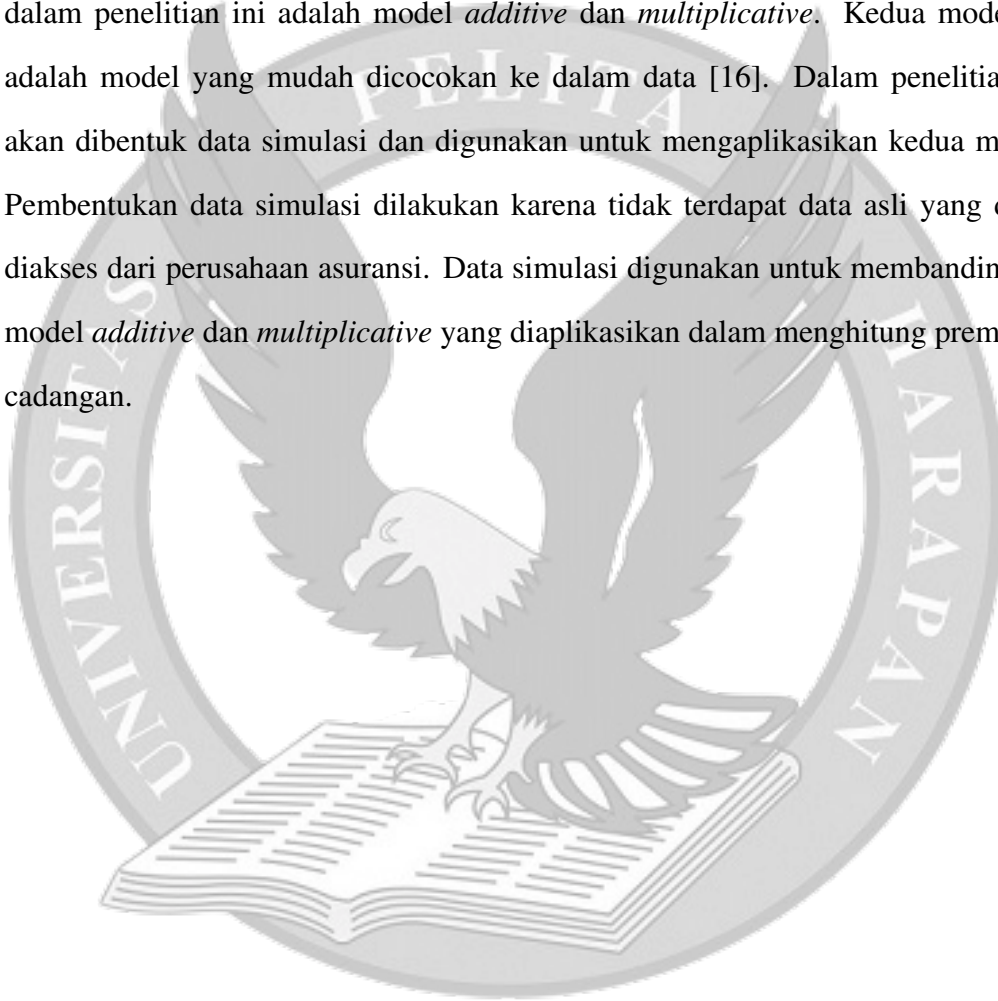 dalam penelitian ini adalah model additive dan multiplicative. Kedua mode
adalah model yang mudah dicocokan ke dalam data [16]. Dalam penelitia
akan dibentuk data simulasi dan digunakan untuk mengaplikasikan kedua m
Pembentukan data simulasi dilakukan karena tidak terdapat data asli yang
diakses dari perusahaan asuransi. Data simulasi digunakan untuk membandin
model additive dan multiplicative yang diaplikasikan dalam menghitung prem
cadangan.
UNIVERSITAS
PELITA
HARAPAN